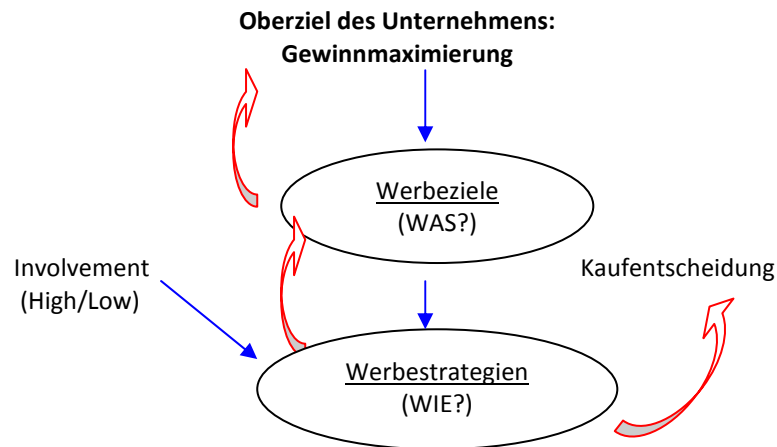 Oberziel des Unternehmens:
Gewinnmaximierung
Werbeziele
(WAS?)
Involvement
(High/Low)
Kaufentscheidung
Werbestrategien
(WIE?)